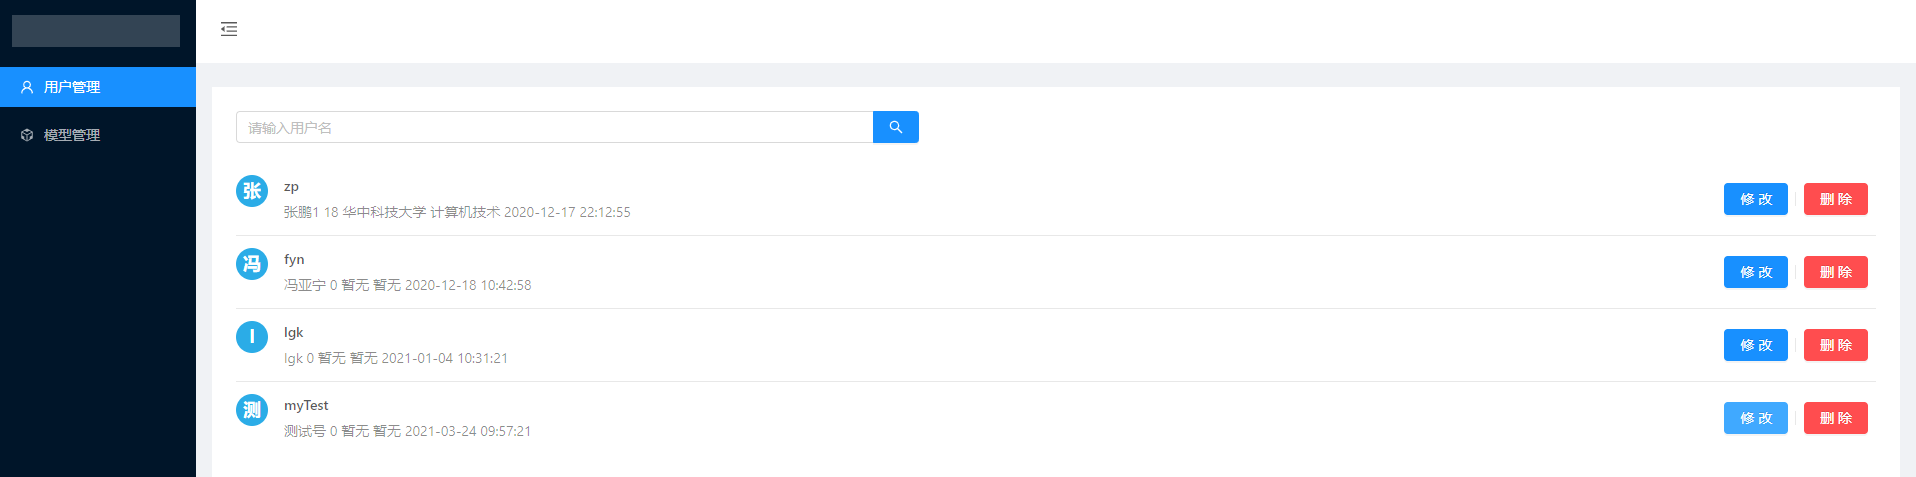 用户管理
模型管理
请输入用户名
张
zp
张鹏1 18 华中科技大学 计算机技术 2020-12-17 22:12:55
修 改
删 除
冯
fyn
冯亚宁 0 暂无 暂无 2020-12-18 10:42:58
修 改
删 除
l
lgk
lgk 0 暂无 暂无 2021-01-04 10:31:21
修 改
删 除
测
myTest
测试号 0 暂无 暂无 2021-03-24 09:57:21
修 改
删 除